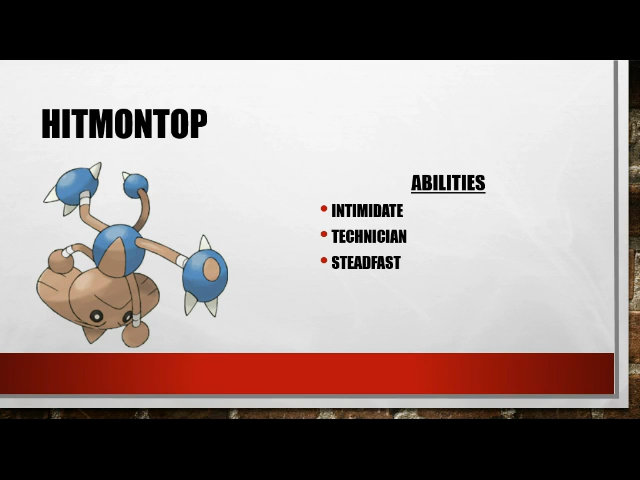 HITMONTOP
ABILITIES
• INTIMIDATE
• TECHNICIAN
• STEADFAST